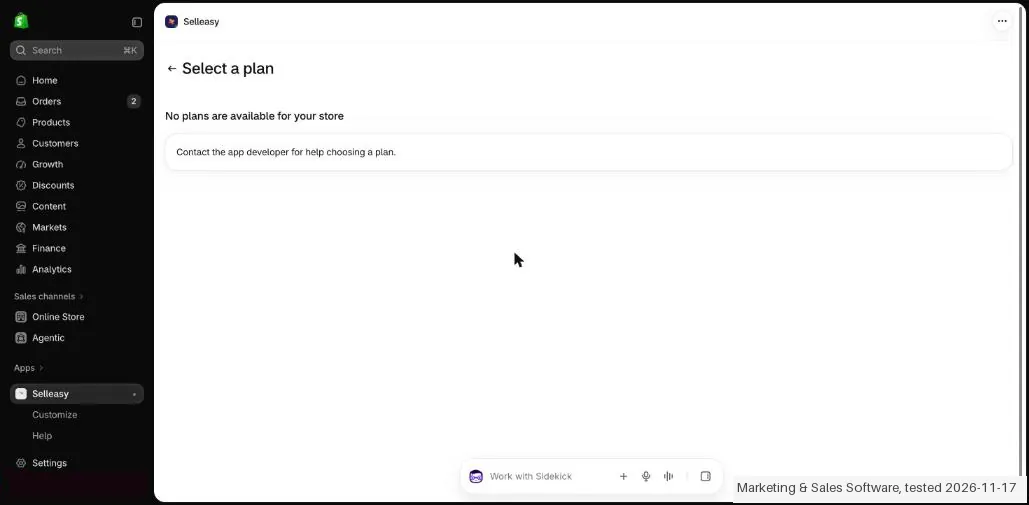 Selleasy
Search ⌘K
Home
Orders 2
Products
Customers
Growth
Discounts
Content
Markets
Finance
Analytics
Sales channels
Online Store
Agentic
Apps
Selleasy
Customize
Help
Settings
Select a plan
No plans are available for your store
Contact the app developer for help choosing a plan.
Work with Sidekick
Marketing & Sales Software, tested 2026-11-17